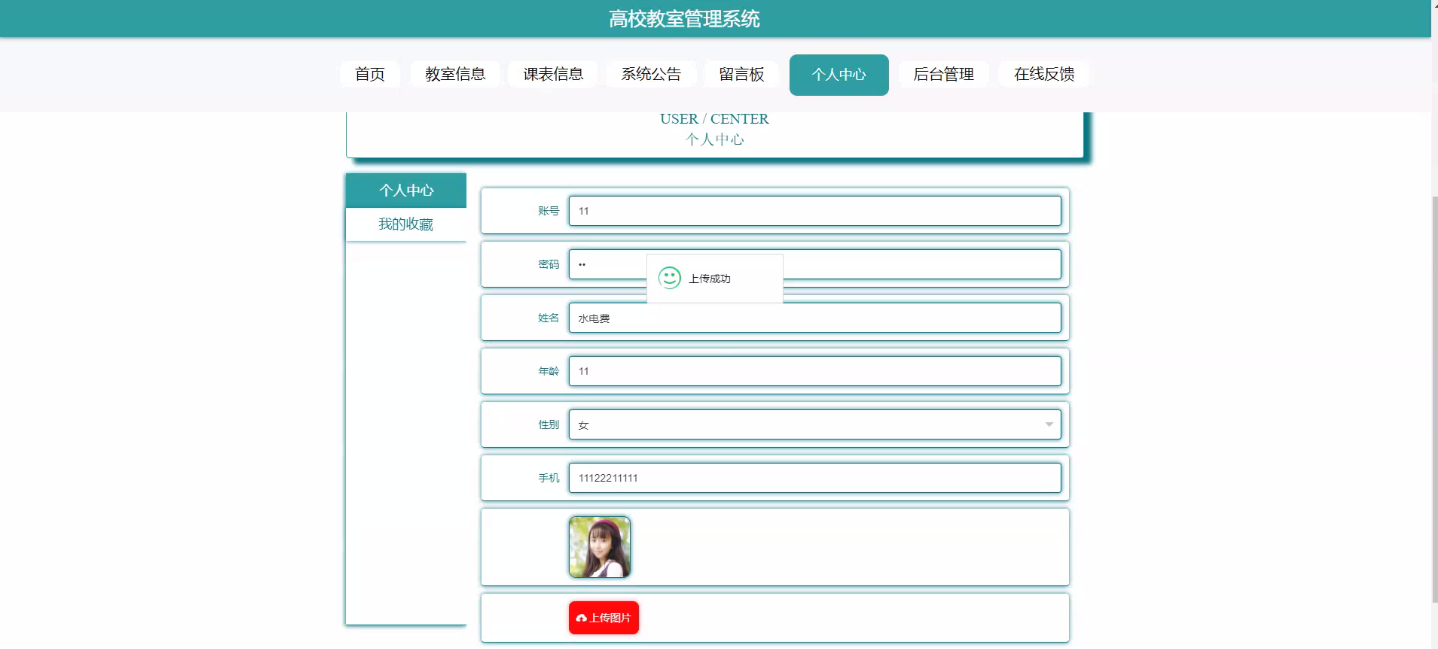 高校教室管理系统
首页 教室信息 课表信息 系统公告 留言板 个人中心 后台管理 在线反馈
USER / CENTER
个人中心
个人中心
我的收藏
账号 11
密码 ••
上传成功
姓名 水电费
年龄 11
性别 女
手机 11122211111
上传图片